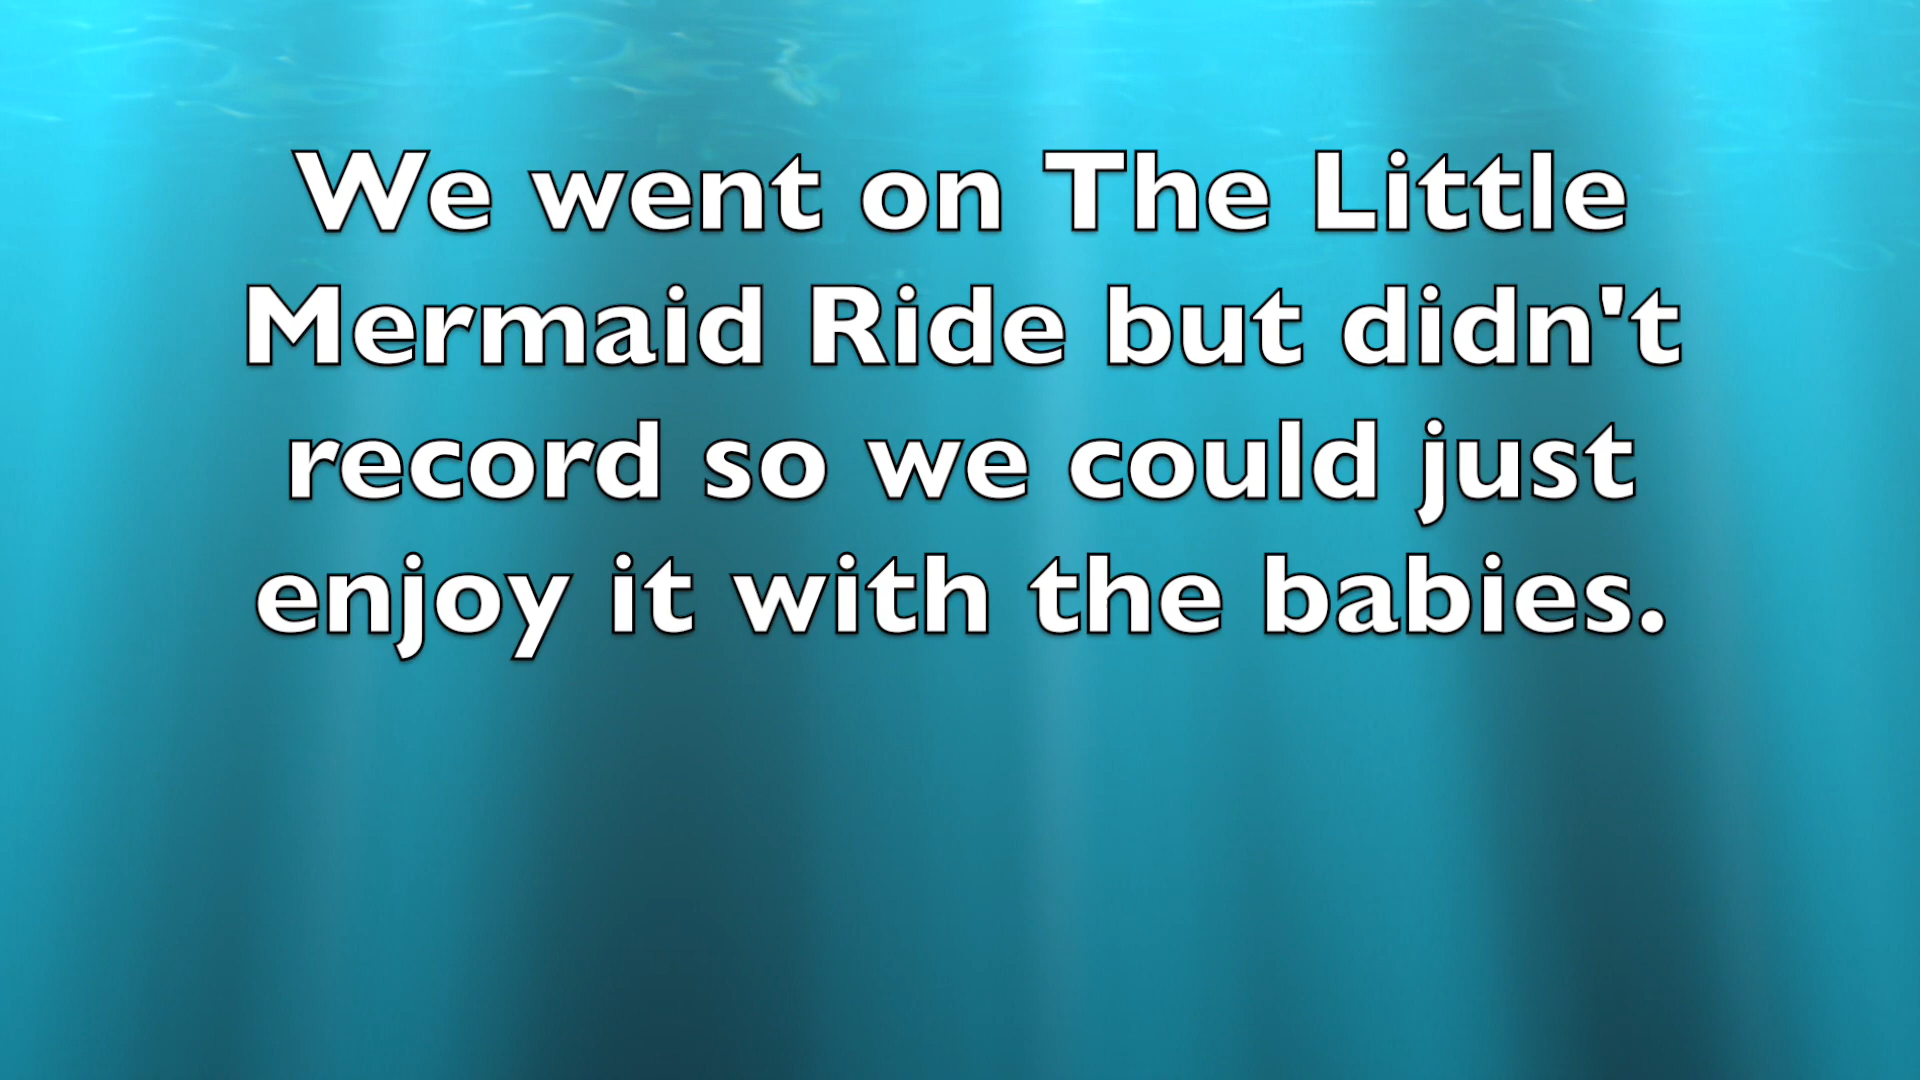 We went on The Little
Mermaid Ride but didn't
record so we could just
enjoy it with the babies.